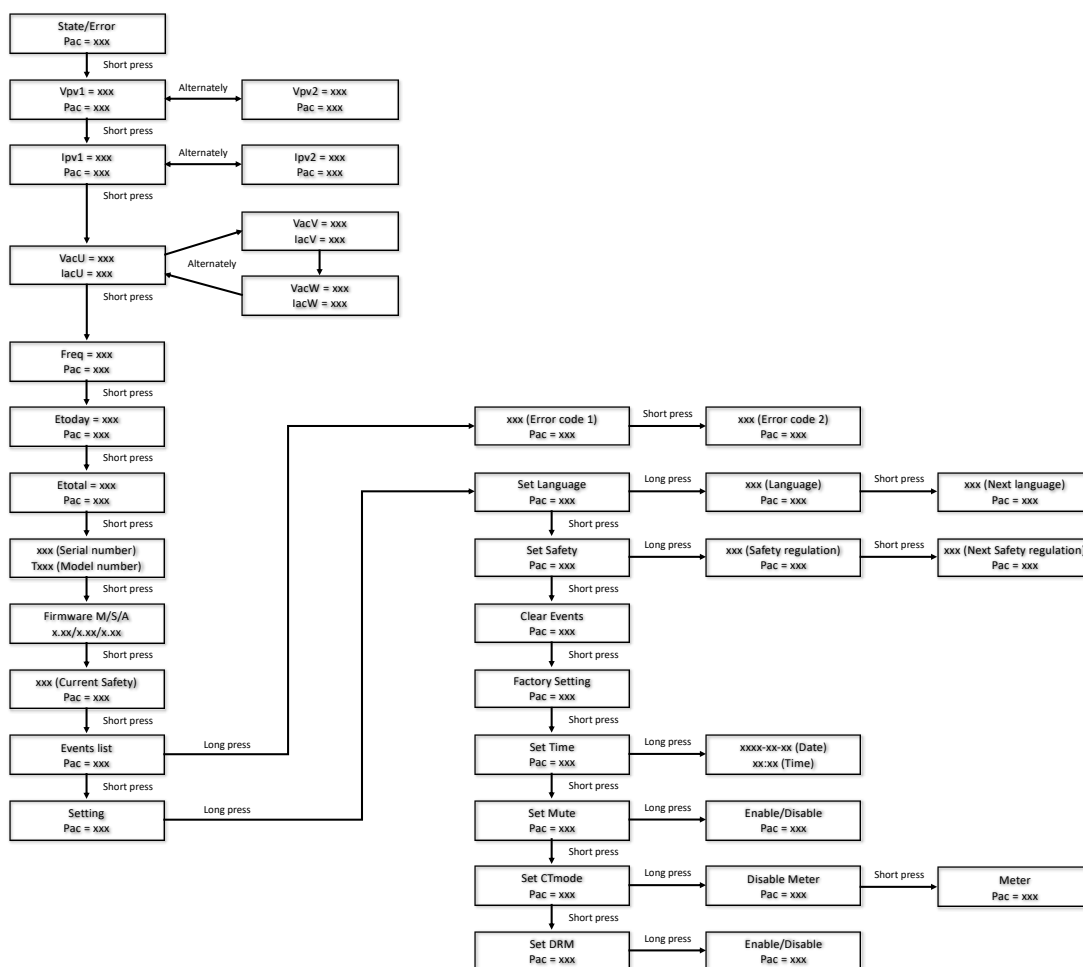 State/Error
Pac = xxx
Short press
Vpv1 = xxx
Pac = xxx
Alternately
Vpv2 = xxx
Pac = xxx
Short press
Ipv1 = xxx
Pac = xxx
Alternately
Ipv2 = xxx
Pac = xxx
Short press
VacU = xxx
IacU = xxx
Alternately
VacV = xxx
IacV = xxx
VacW = xxx
IacW = xxx
Short press
Freq = xxx
Pac = xxx
Short press
Etoday = xxx
Pac = xxx
Short press
Etotal = xxx
Pac = xxx
Short press
xxx (Serial number)
Txxx (Model number)
Short press
Firmware M/S/A
x.xx/x.xx/x.xx
Short press
xxx (Current Safety)
Pac = xxx
Short press
Events list
Pac = xxx
Long press
Short press
Setting
Pac = xxx
Long press
xxx (Error code 1)
Pac = xxx
Short press
xxx (Error code 2)
Pac = xxx
Set Language
Pac = xxx
Long press
xxx (Language)
Pac = xxx
Short press
xxx (Next language)
Pac = xxx
Short press
Set Safety
Pac = xxx
Long press
xxx (Safety regulation)
Pac = xxx
Short press
xxx (Next Safety regulation)
Pac = xxx
Short press
Clear Events
Pac = xxx
Short press
Factory Setting
Pac = xxx
Short press
Set Time
Pac = xxx
Long press
xxxx-xx-xx (Date)
xx:xx (Time)
Short press
Set Mute
Pac = xxx
Long press
Enable/Disable
Pac = xxx
Short press
Set CTmode
Pac = xxx
Long press
Disable Meter
Pac = xxx
Short press
Meter
Pac = xxx
Short press
Set DRM
Pac = xxx
Long press
Enable/Disable
Pac = xxx